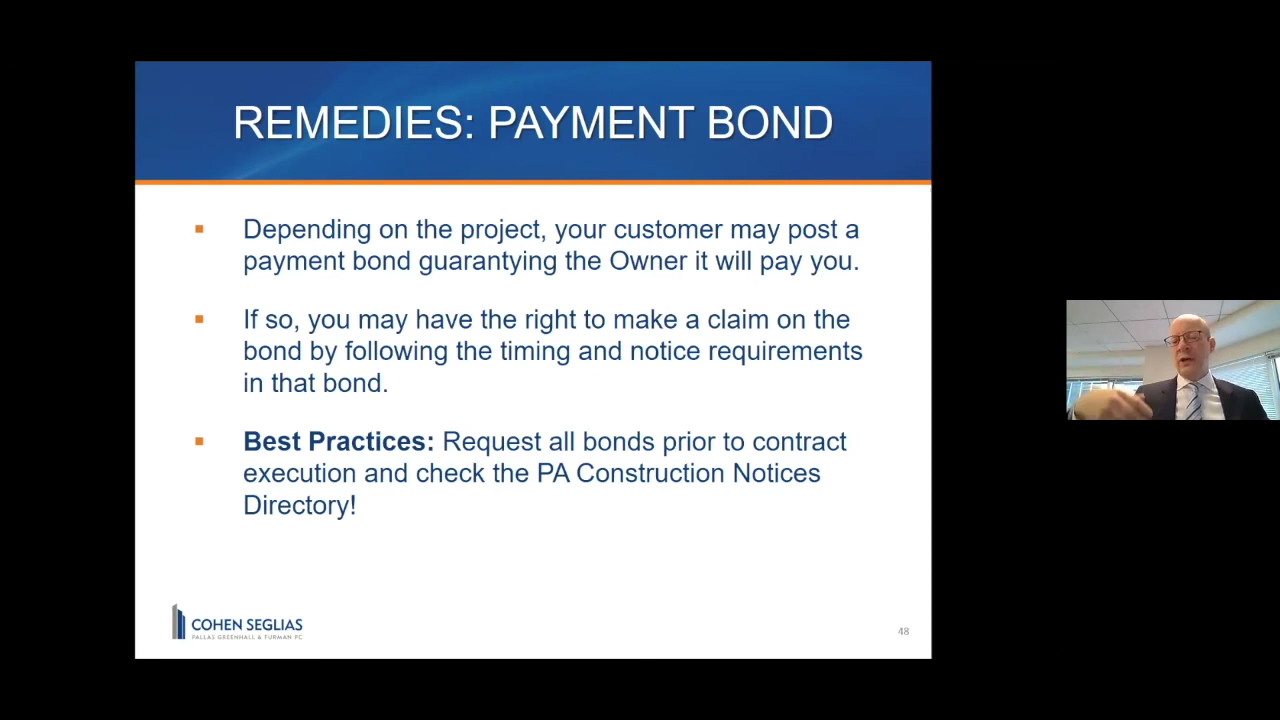 REMEDIES: PAYMENT BOND
Depending on the project, your customer may post a
payment bond guarantying the Owner it will pay you.
If so, you may have the right to make a claim on the
bond by following the timing and notice requirements
in that bond.
Best Practices: Request all bonds prior to contract
execution and check the PA Construction Notices
Directory!
COHEN SEGLIAS
PALLAS GREENHALL & FURMAN PC
48